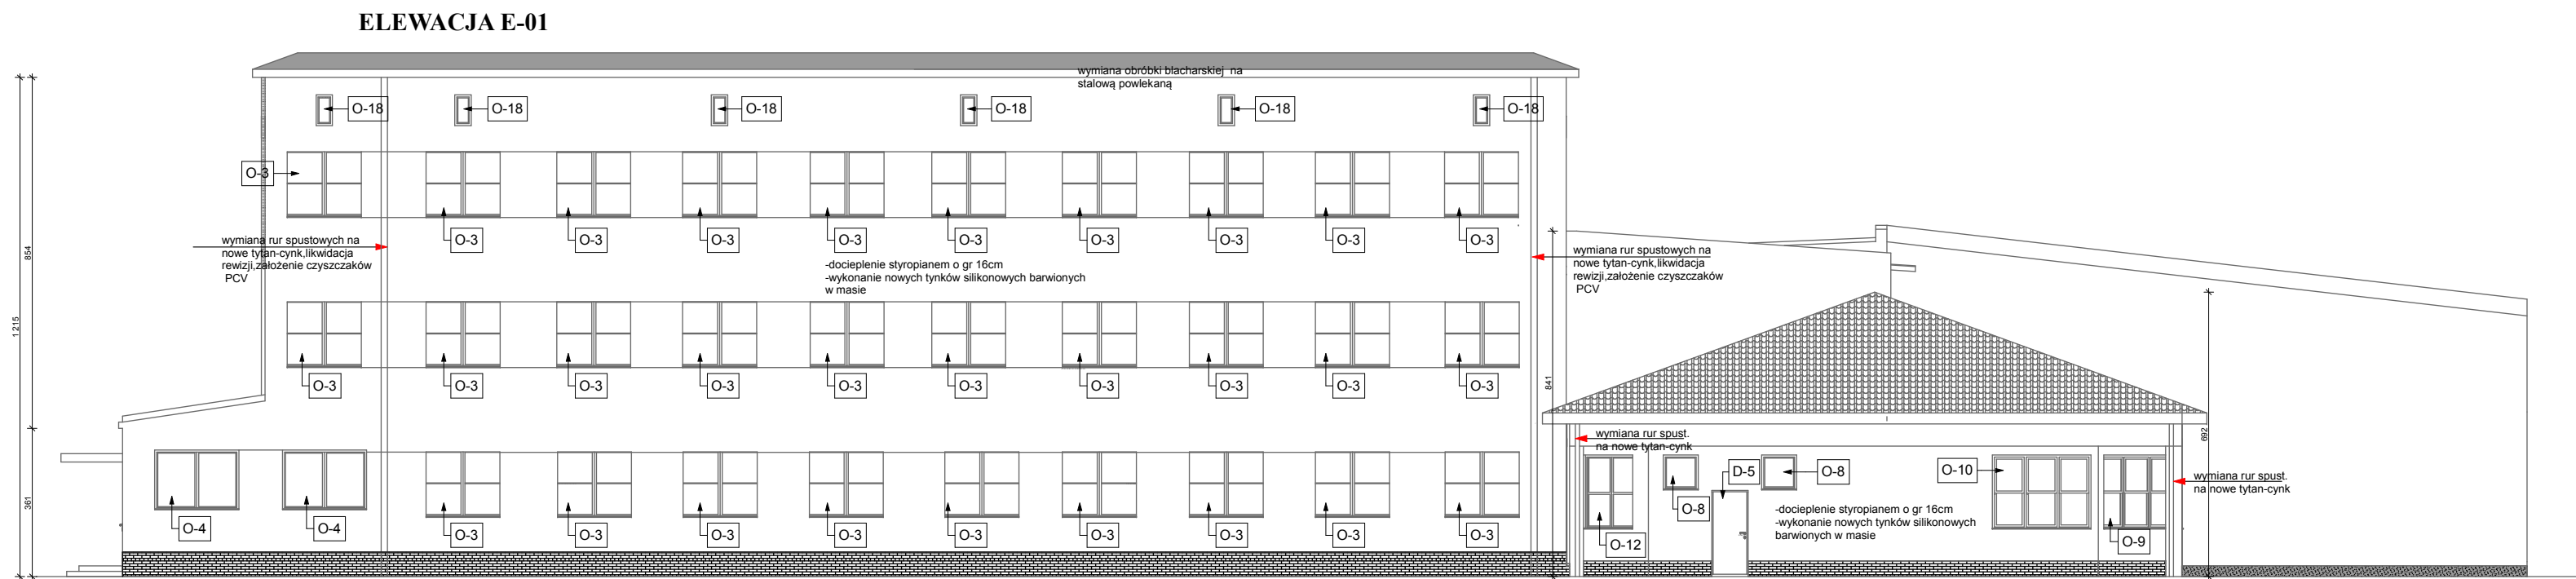 ELEWACJA E-01
wymiana obróbki blacharskiej na
stalową powlekaną
O-18 O-18 O-18 O-18 O-18 O-18
O-3
O-3 O-3 O-3 O-3 O-3 O-3 O-3 O-3 O-3
wymiana rur spustowych na
nowe tytan-cynk,likwidacja
rewizji,założenie czyszczaków
PCV
-docieplenie styropianem o gr 16cm
-wykonanie nowych tynków silikonowych barwionych
w masie
wymiana rur spustowych na
nowe tytan-cynk,likwidacja
rewizji,założenie czyszczaków
PCV
854
1215
841
O-3 O-3 O-3 O-3 O-3 O-3 O-3 O-3 O-3 O-3
361
692
wymiana rur spust.
na nowe tytan-cynk
O-4 O-4 O-3 O-3 O-3 O-3 O-3 O-3 O-3 O-3 O-3
O-12 O-8 D-5 O-8 O-10 O-9
-docieplenie styropianem o gr 16cm
-wykonanie nowych tynków silikonowych
barwionych w masie
wymiana rur spust.
na nowe tytan-cynk